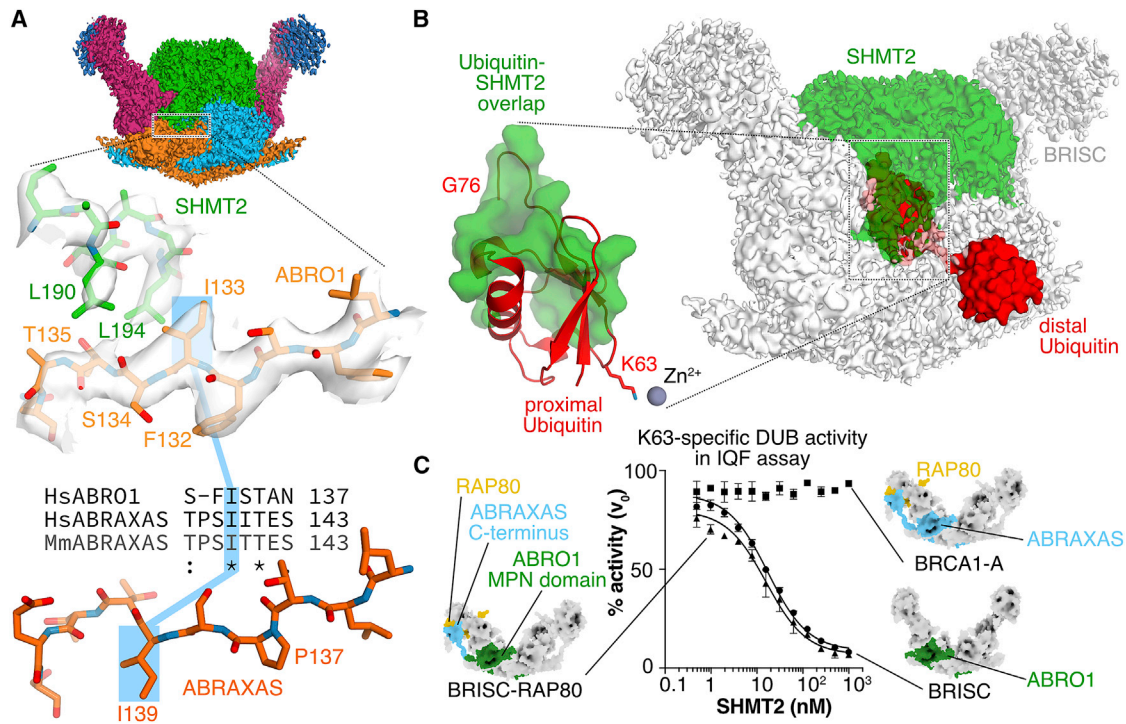 A
SHMT2
L190
L194
I133
ABRO1
T135
S134
F132
HsABRO1 S-FISTAN 137
HsABRAXAS TPSIITES 143
MmABRAXAS TPSIITES 143
: * *
P137
ABRAXAS
I139
B
Ubiquitin-
SHMT2
overlap
G76
K63
Zn²⁺
proximal
Ubiquitin
SHMT2
BRISC
distal
Ubiquitin
C
K63-specific DUB activity
in IQF assay
RAP80
ABRAXAS
C-terminus
ABRO1
MPN domain
BRISC-RAP80
% activity (v₀)
100
50
0
0.1 1 10 10² 10³
SHMT2 (nM)
RAP80
ABRAXAS
BRCA1-A
BRISC
ABRO1